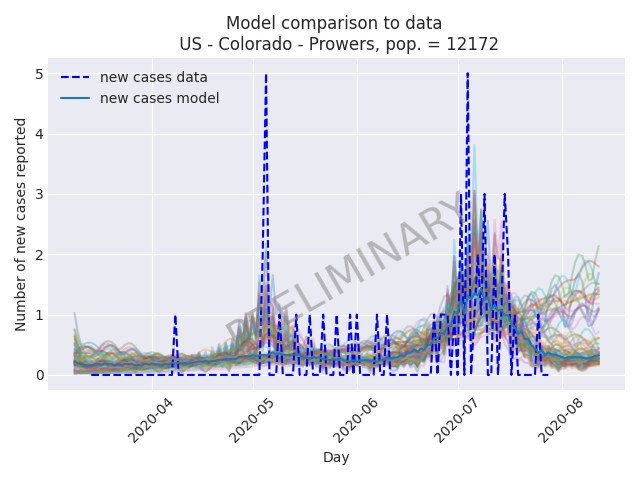 Model comparison to data
US - Colorado - Prowers, pop. = 12172
new cases data
new cases model
PRELIMINARY
Number of new cases reported
5
4
3
2
1
0
2020-04
2020-05
2020-06
2020-07
2020-08
Day